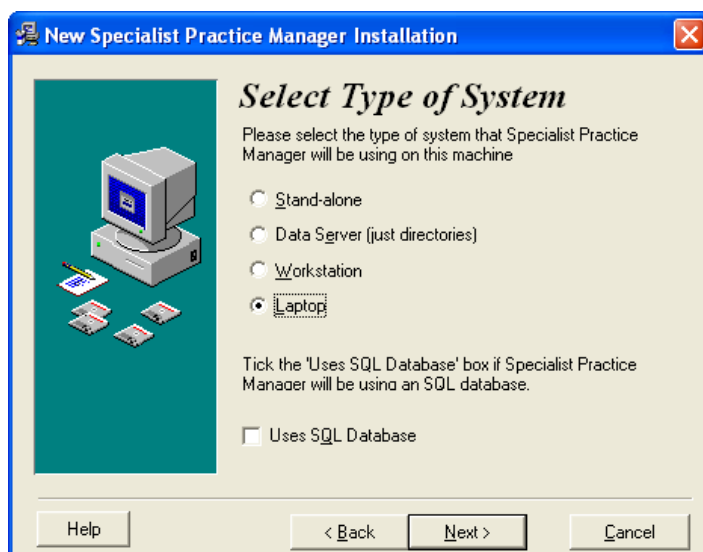 New Specialist Practice Manager Installation
Select Type of System
Please select the type of system that Specialist Practice
Manager will be using on this machine
Stand-alone
Data Server (just directories)
Workstation
Laptop
Tick the 'Uses SQL Database' box if Specialist Practice
Manager will be using an SQL database.
Uses SQL Database
Help
< Back
Next >
Cancel